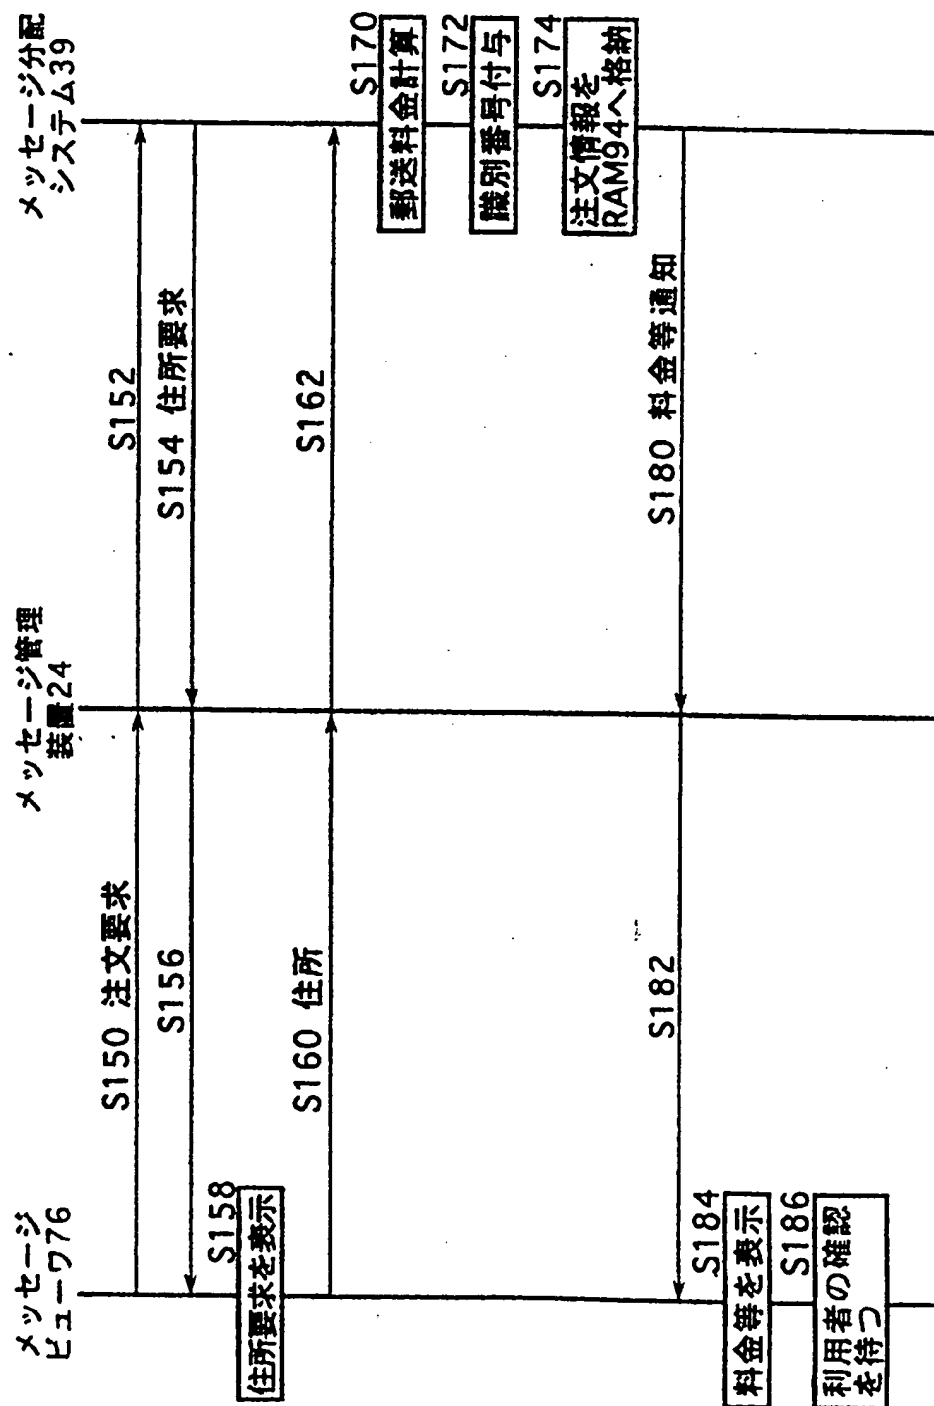 メッセージ
ビューワ76
メッセージ管理
装置24
メッセージ分配
システム39
S150 注文要求
S152
S154 住所要求
S156
S158
住所要求を表示
S160 住所
S162
S170
郵送料金計算
S172
識別番号付与
S174
注文情報を
RAM94へ格納
S180 料金等通知
S182
S184
料金等を表示
S186
利用者の確認
を待つ